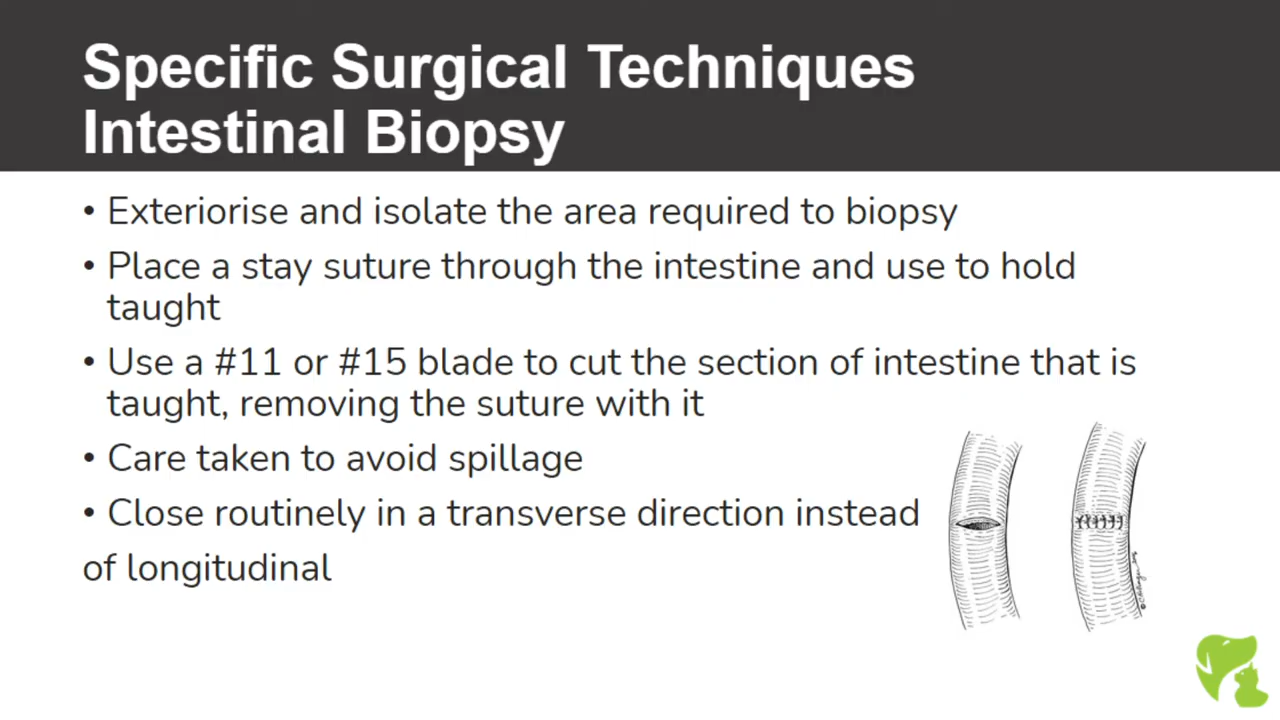 Specific Surgical Techniques
Intestinal Biopsy
• Exteriorise and isolate the area required to biopsy
• Place a stay suture through the intestine and use to hold
taught
• Use a #11 or #15 blade to cut the section of intestine that is
taught, removing the suture with it
• Care taken to avoid spillage
• Close routinely in a transverse direction instead
of longitudinal